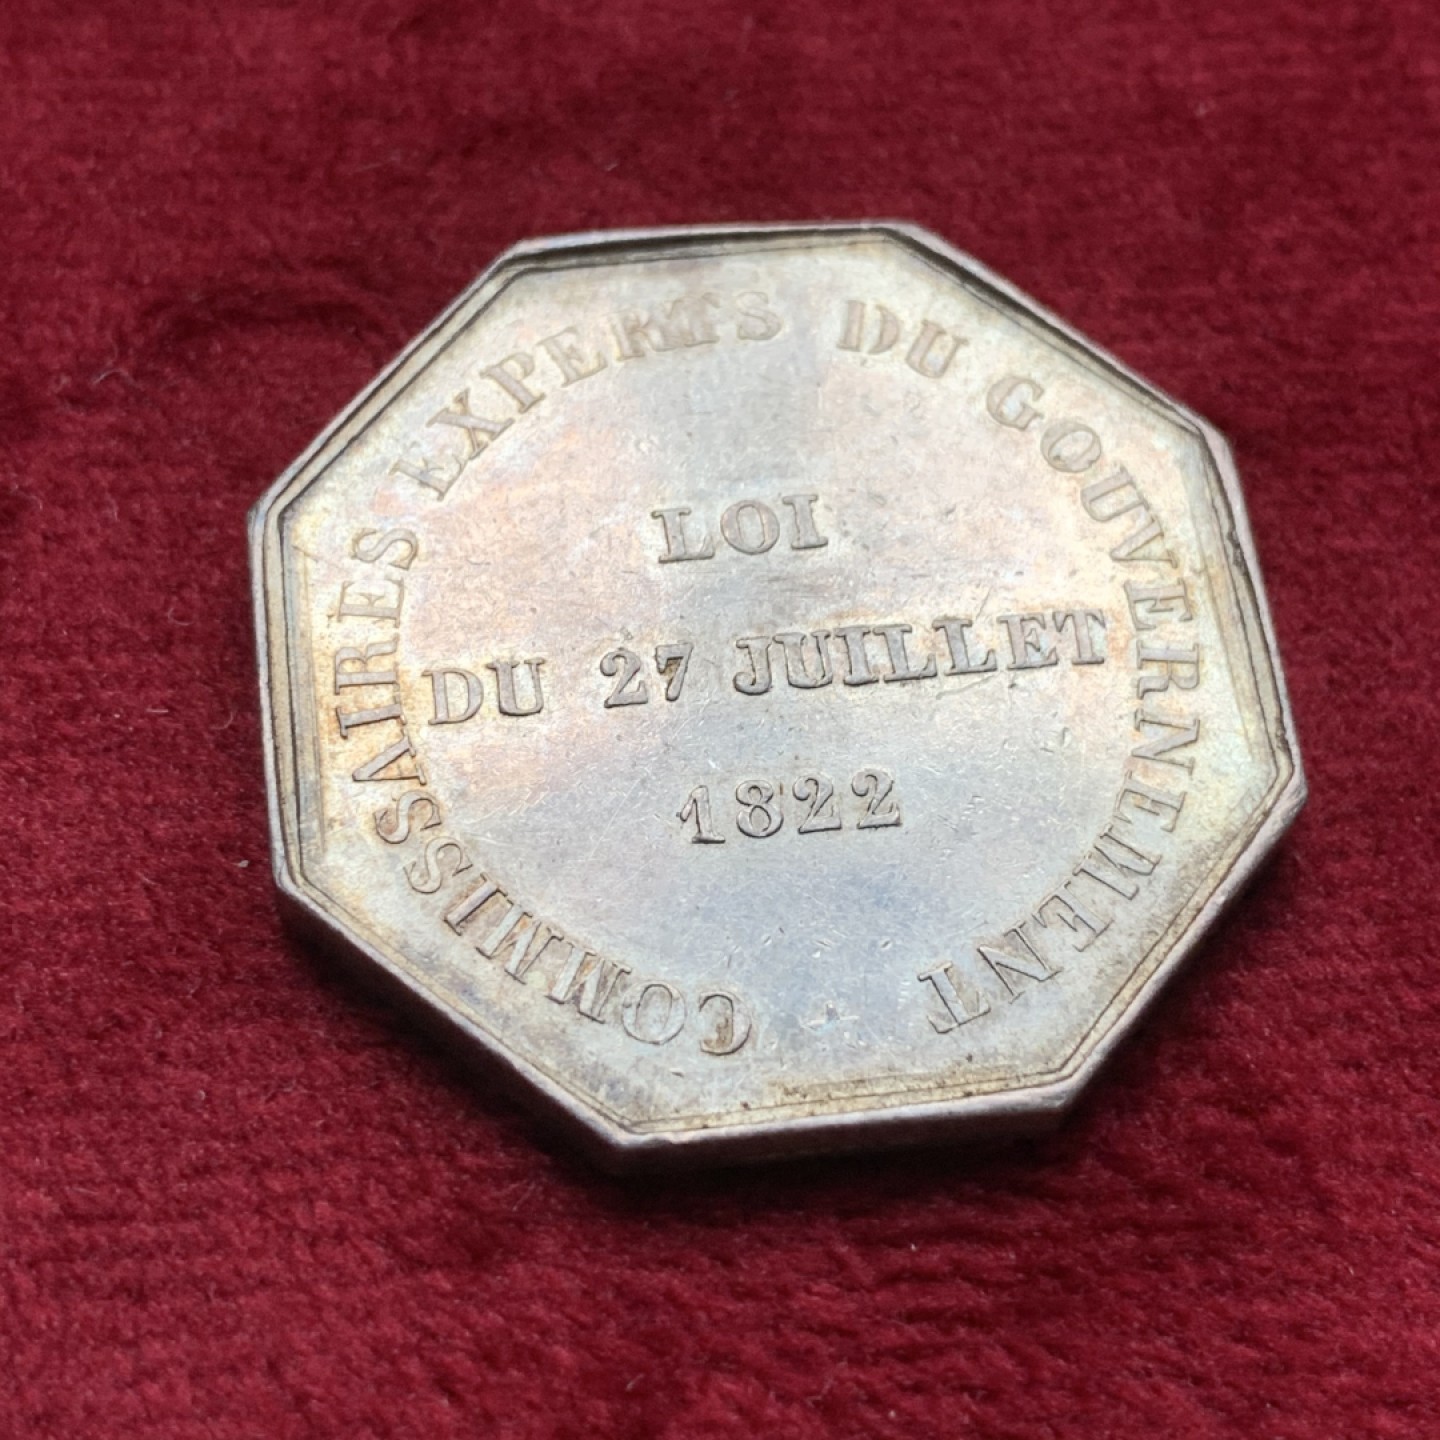 COMMISSAIRES EXPERTS DU GOUVERNEMENT
LOI
DU 27 JUILLET
1822